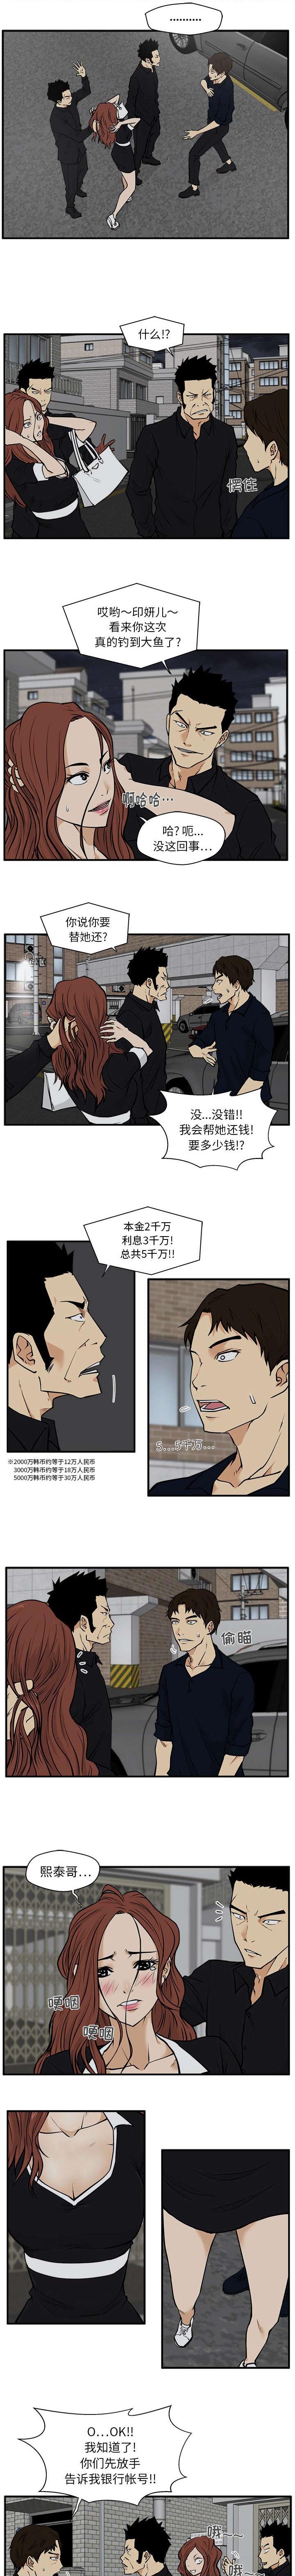 ..........
什么!?
愣住
哎哟～印妍儿～
看来你这次
真的钓到大鱼了?
啊哈哈…
哈? 呃...
没这回事...
你说你要
替她还?
没...没错!!
我会帮她还钱!
要多少钱!?
本金2千万
利息3千万!
总共5千万!!
5...5千万...
※2000万韩币约等于12万人民币
3000万韩币约等于18万人民币
5000万韩币约等于30万人民币
偷瞄
熙泰哥...
哽咽
哽咽
O...OK!!
我知道了!
你们先放手
告诉我银行帐号!!
哦～～
哦～～